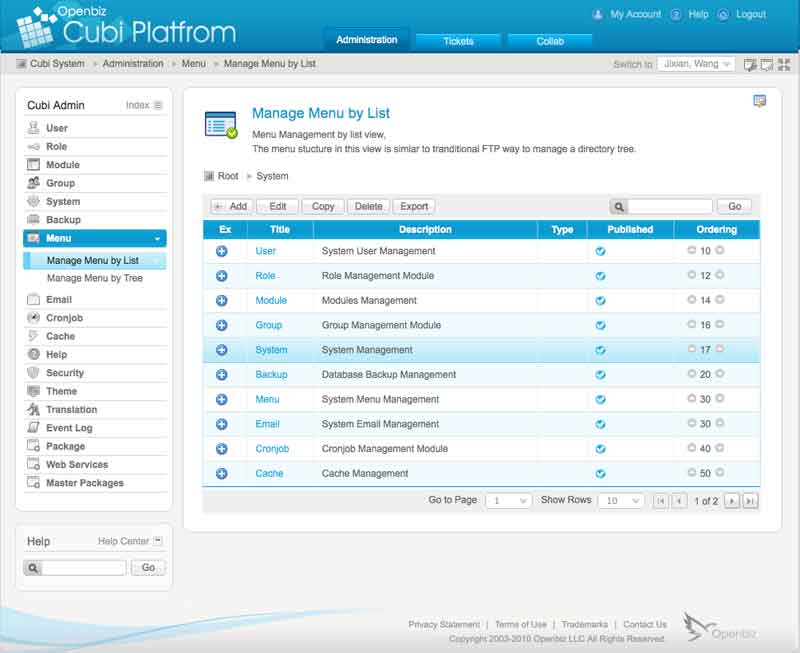 Openbiz
Cubi Platfrom
My Account Help Logout
Administration Tickets Collab
Cubi System Administration Menu Manage Menu by List
Switch to Jixian, Wang
Cubi Admin Index
User
Role
Module
Group
System
Backup
Menu
Manage Menu by List
Manage Menu by Tree
Email
Cronjob
Cache
Help
Security
Theme
Translation
Event Log
Package
Web Services
Master Packages
Help Help Center
Go
Manage Menu by List
Menu Management by list view,
The menu stucture in this view is simlar to tranditional FTP way to manage a directory tree.
Root System
Add Edit Copy Delete Export Go
Ex Title Description Type Published Ordering
User System User Management 10
Role Role Management Module 12
Module Modules Management 14
Group Group Management Module 16
System System Management 17
Backup Database Backup Management 20
Menu System Menu Management 30
Email System Email Management 30
Cronjob Cronjob Management Module 40
Cache Cache Management 50
Go to Page 1 Show Rows 10 1 of 2
Privacy Statement | Terms of Use | Trademarks | Contact Us
Copyright 2003-2010 Openbiz LLC All Rights Reserved.
Openbiz